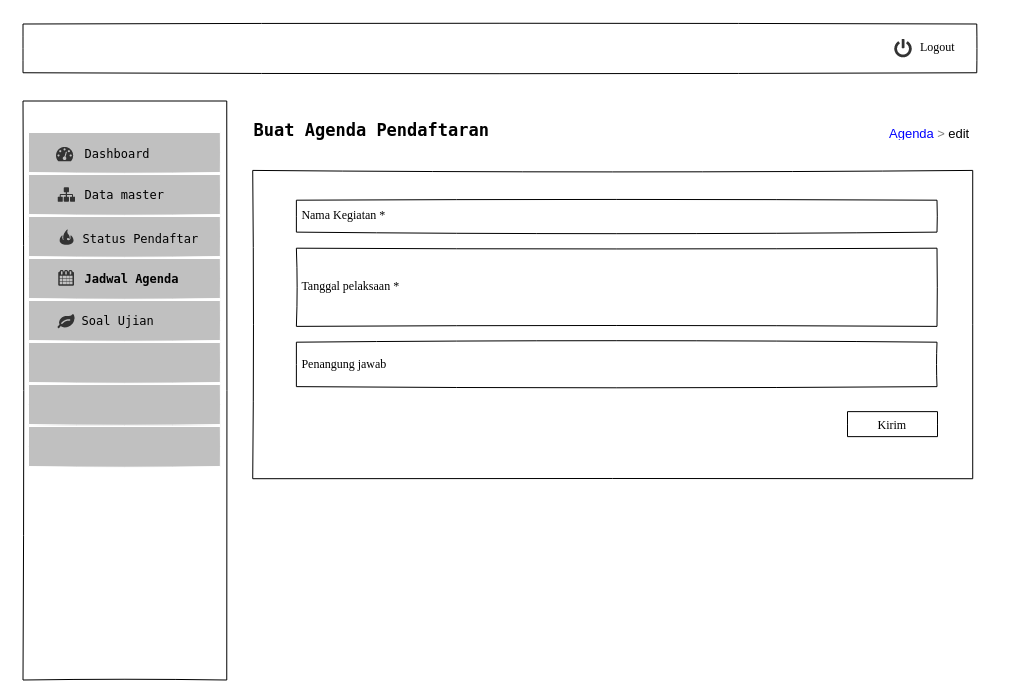 Logout
Dashboard
Data master
Status Pendaftar
Jadwal Agenda
Soal Ujian
Buat Agenda Pendaftaran
Agenda > edit
Nama Kegiatan *
Tanggal pelaksaan *
Penangung jawab
Kirim